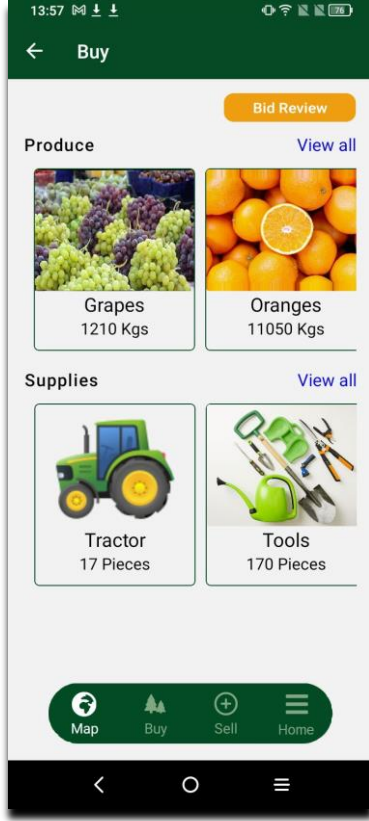 13:57
76
Buy
Bid Review
Produce View all
Grapes Oranges
1210 Kgs 11050 Kgs
Supplies View all
Tractor Tools
17 Pieces 170 Pieces
Map Buy Sell Home